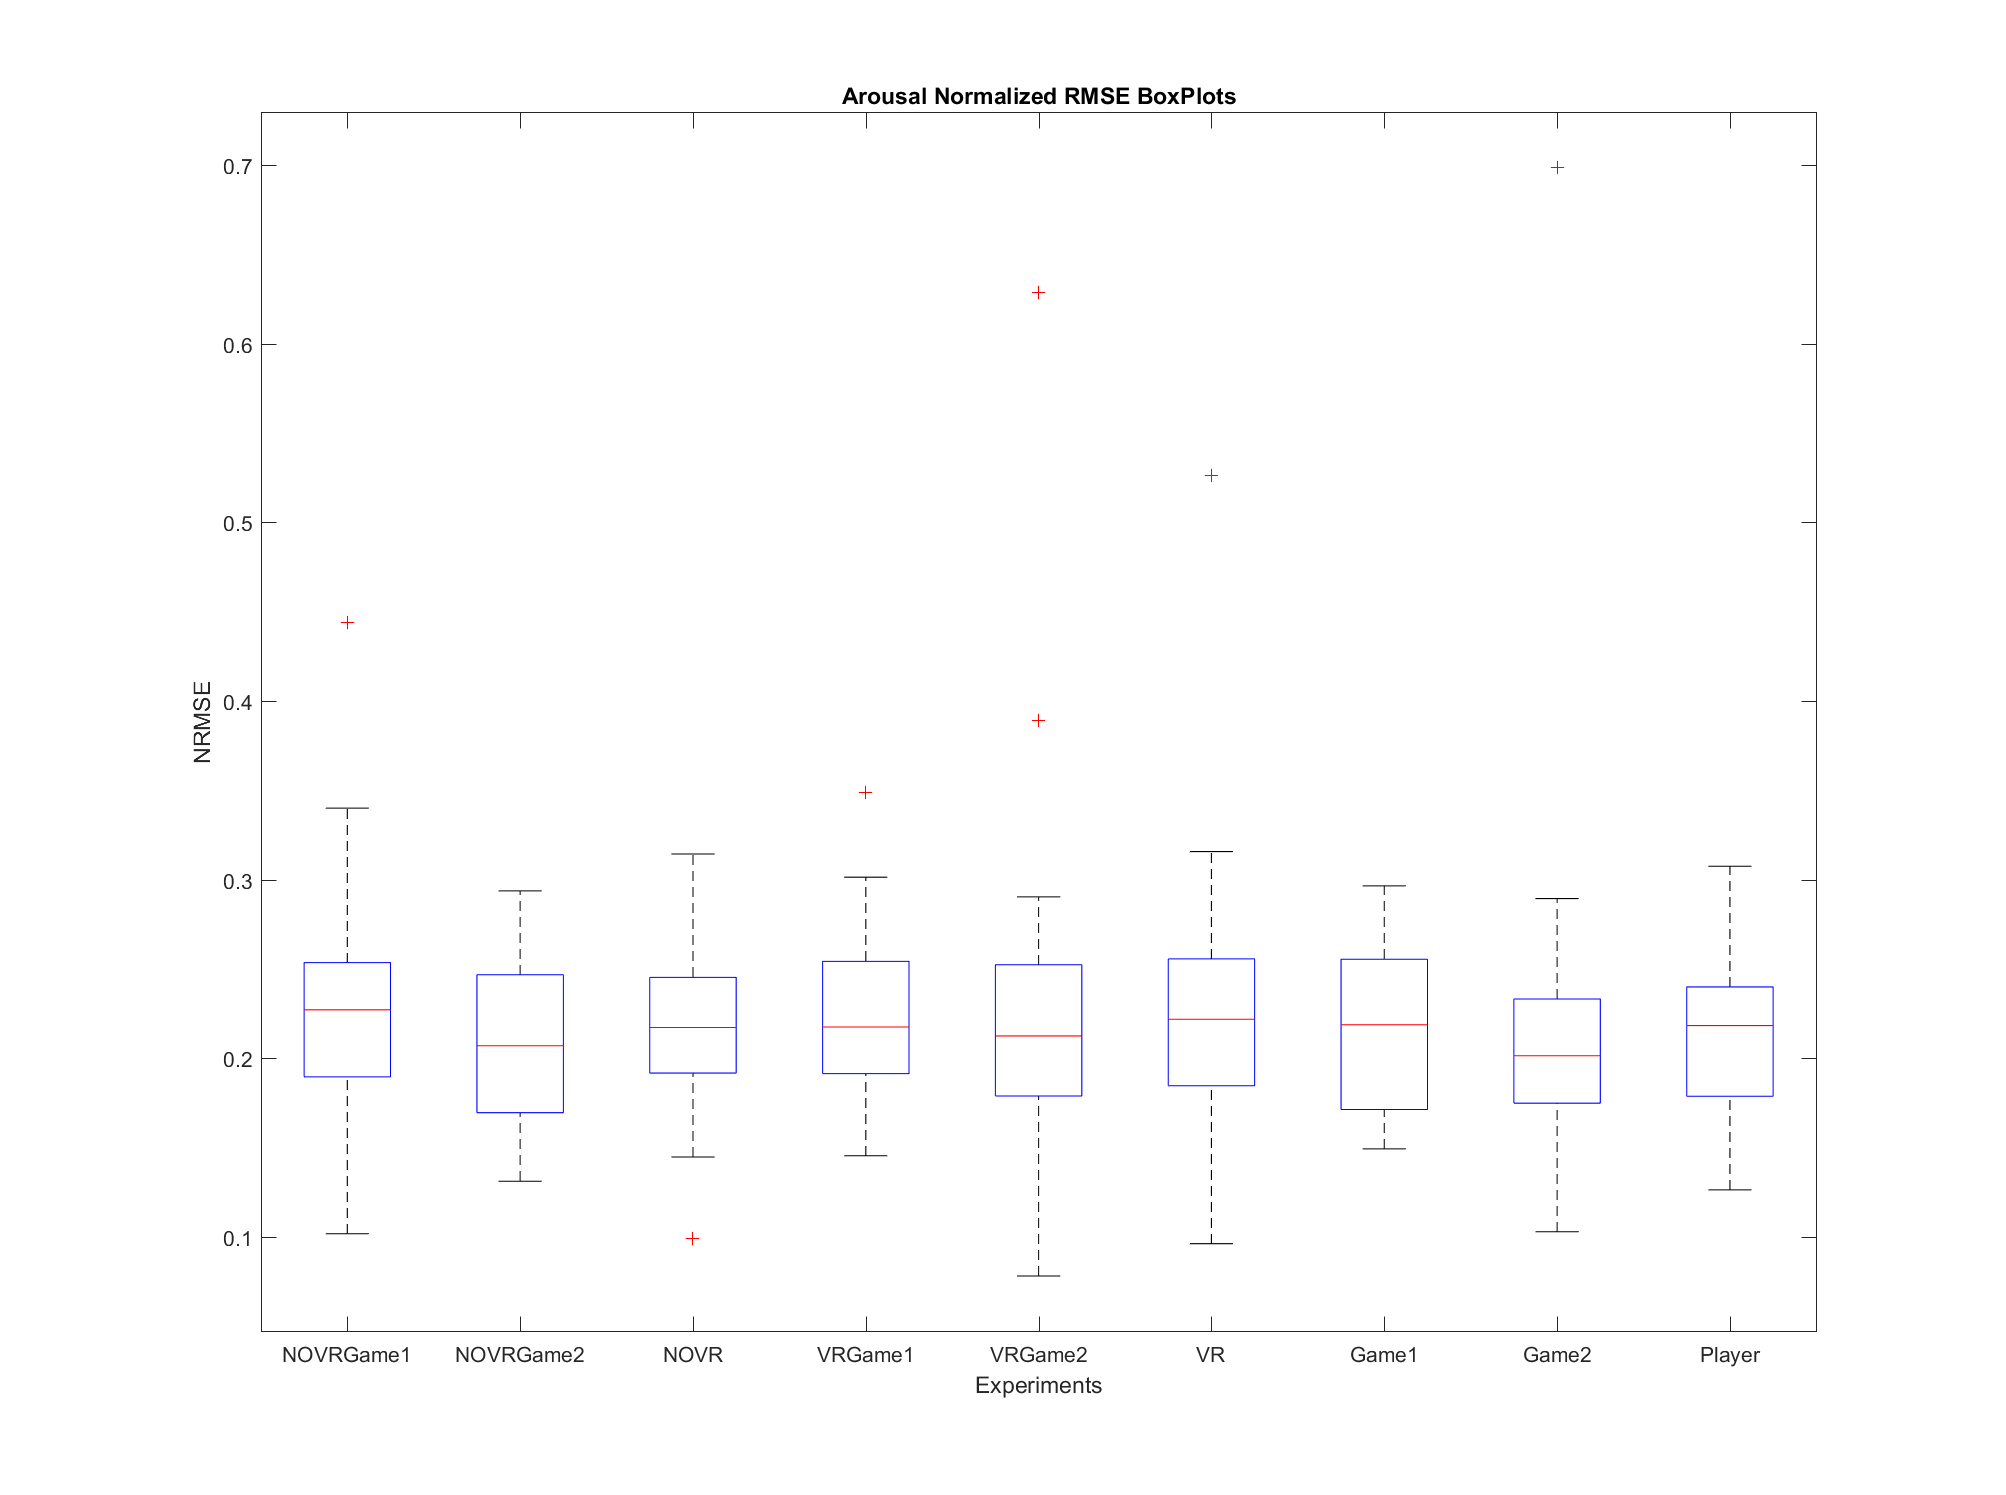 Arousal Normalized RMSE BoxPlots
0.7
0.6
0.5
0.4
0.3
0.2
0.1
NRMSE
NOVRGame1 NOVRGame2 NOVR VRGame1 VRGame2 VR Game1 Game2 Player
Experiments